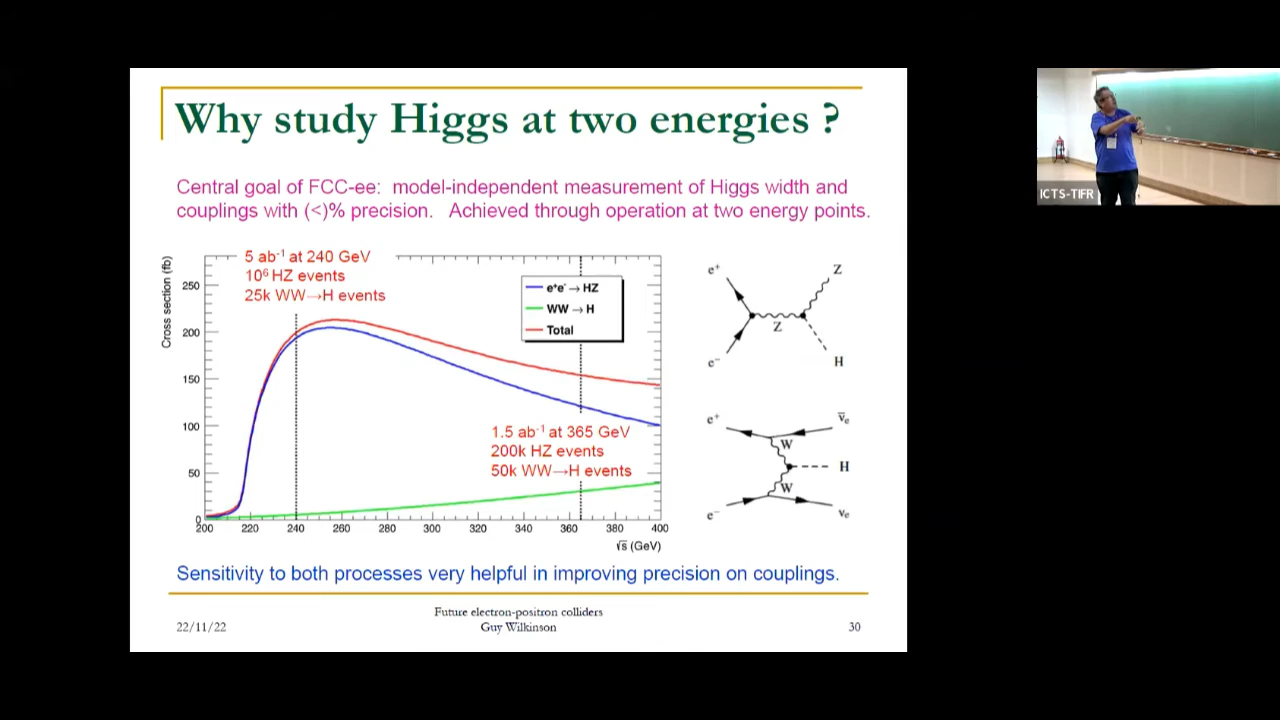 Why study Higgs at two energies ?
Central goal of FCC-ee: model-independent measurement of Higgs width and
couplings with (<)% precision. Achieved through operation at two energy points.
5 ab⁻¹ at 240 GeV
10⁶ HZ events
25k WW→H events
Cross section (fb)
250
200
150
100
50
0
e⁺e⁻ → HZ
WW → H
Total
1.5 ab⁻¹ at 365 GeV
200k HZ events
50k WW→H events
200 220 240 260 280 300 320 340 360 380 400
√s (GeV)
e⁺
Z
Z
e⁻
H
e⁺
ν̅e
W
H
W
e⁻
νe
Sensitivity to both processes very helpful in improving precision on couplings.
22/11/22
Future electron-positron colliders
Guy Wilkinson
30
ICTS-TIFR